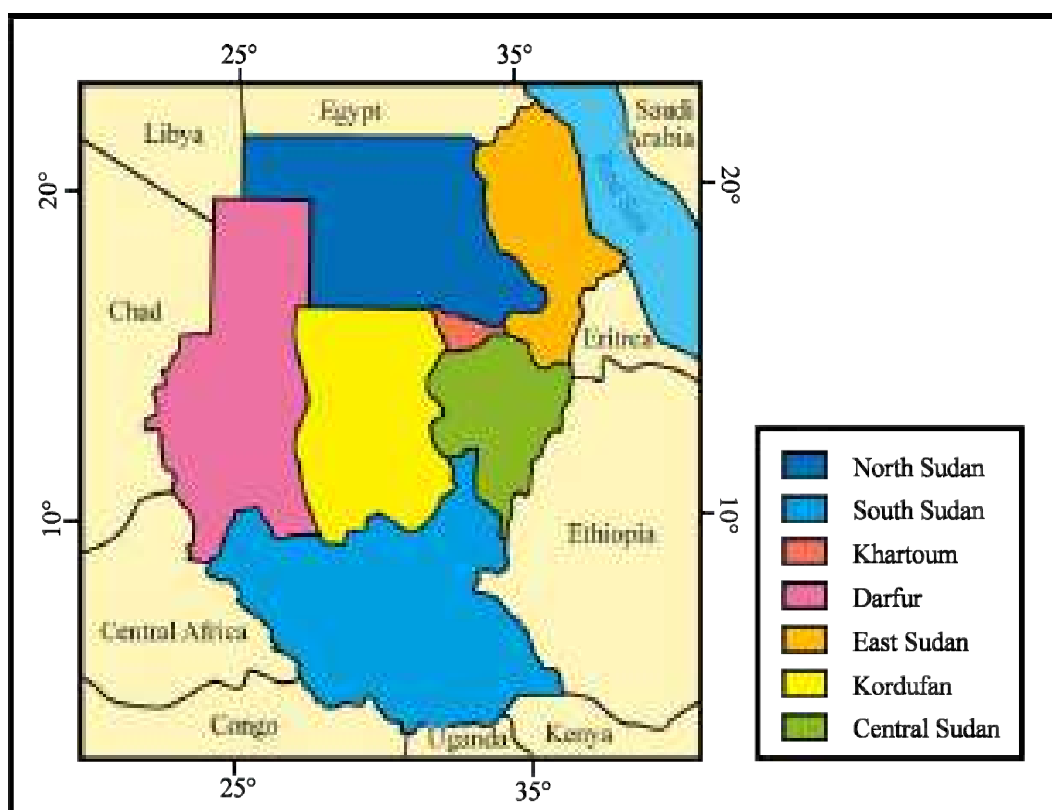 25°
35°
Egypt
Saudi
Arabia
Libya
20°
20°
Chad
Eritrea
10°
10°
Ethiopia
Central Africa
Congo
Uganda
Kenya
25°
35°
North Sudan
South Sudan
Khartoum
Darfur
East Sudan
Kordufan
Central Sudan